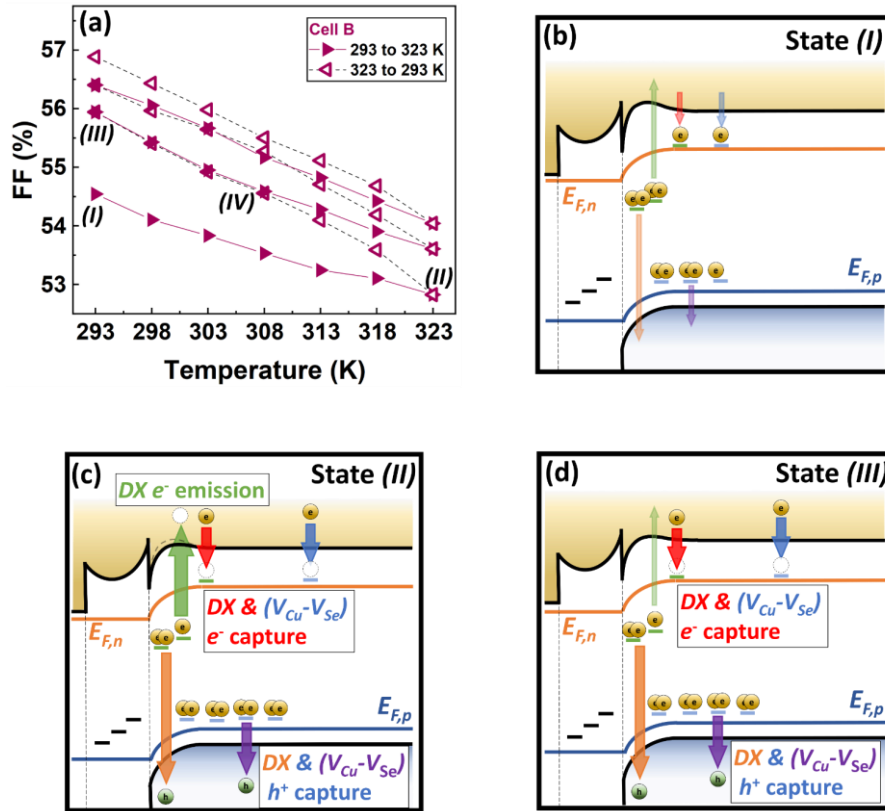 (a)
Cell B
293 to 323 K
323 to 293 K
57
56
55
54
53
FF (%)
(I)
(II)
(III)
(IV)
293 298 303 308 313 318 323
Temperature (K)
(b)
State (I)
e e
E_F,n
E_F,p
(c)
State (II)
DX e⁻ emission
e e
DX & (V_Cu-V_Se)
e⁻ capture
E_F,n
e
E_F,p
DX & (V_Cu-V_Se)
h⁺ capture
h h
(d)
State (III)
e e
DX & (V_Cu-V_Se)
e⁻ capture
E_F,n
e
E_F,p
DX & (V_Cu-V_Se)
h⁺ capture
h h